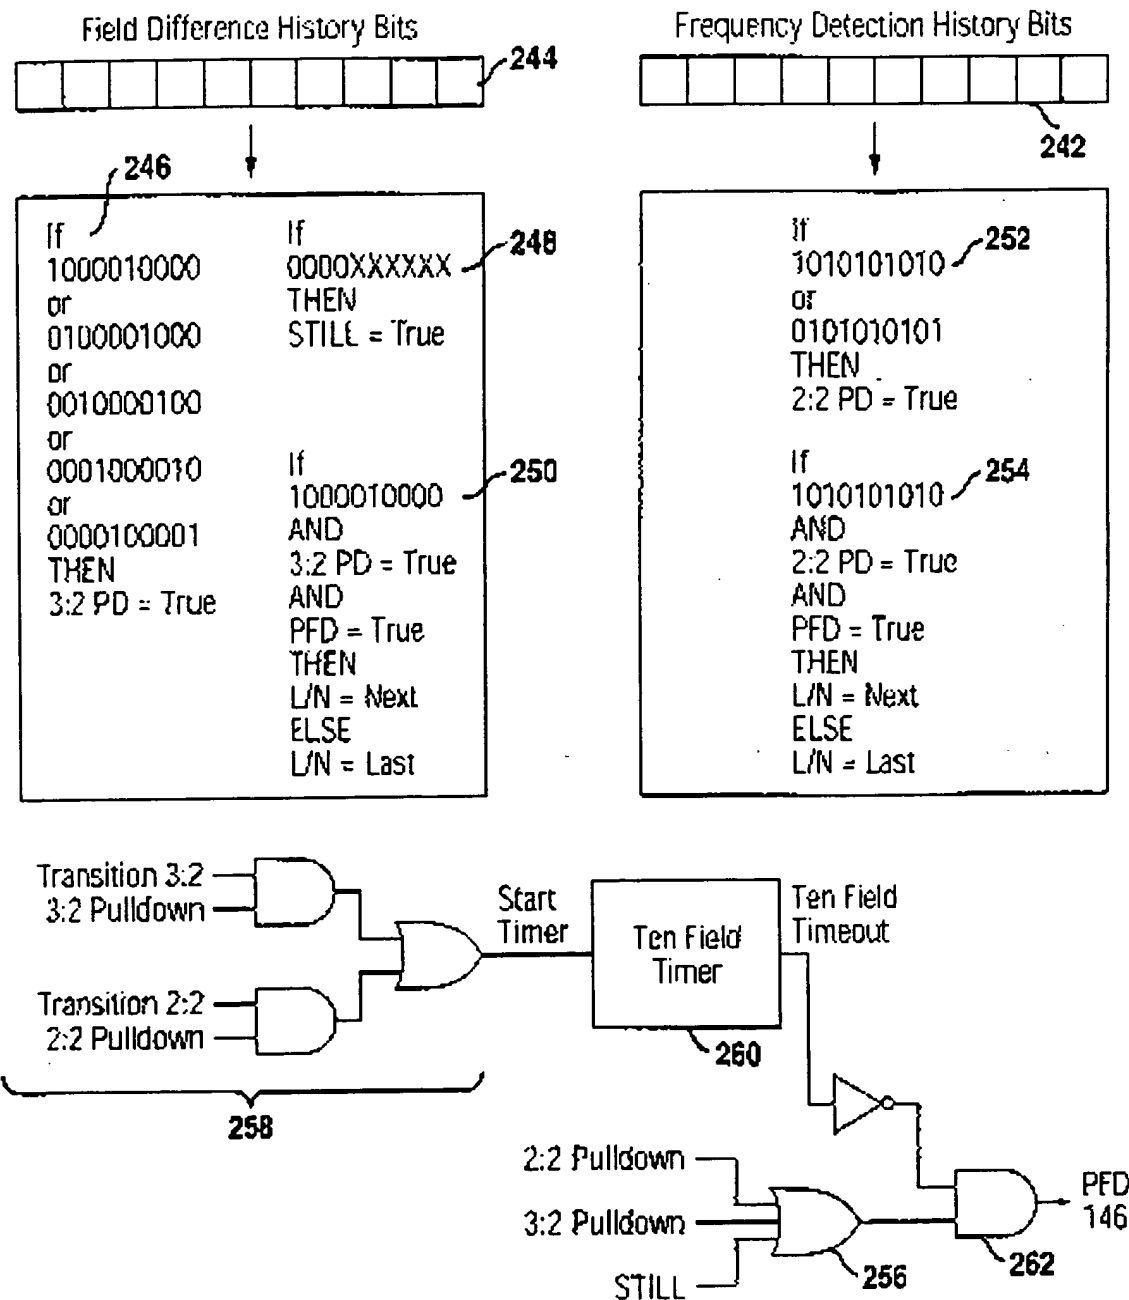 Field Difference History Bits
244
246
If
1000010000
or
0100001000
or
0010000100
or
0001000010
or
0000100001
THEN
3:2 PD = True
If
0000XXXXXX
THEN
STILL = True
248
If
1000010000
AND
3:2 PD = True
AND
PFD = True
THEN
L/N = Next
ELSE
L/N = Last
250
Frequency Detection History Bits
242
If
1010101010
or
0101010101
THEN
2:2 PD = True
252
If
1010101010
AND
2:2 PD = True
AND
PFD = True
THEN
L/N = Next
ELSE
L/N = Last
254
Transition 3:2
3:2 Pulldown
Transition 2:2
2:2 Pulldown
258
Start
Timer
Ten Field
Timer
260
Ten Field
Timeout
2:2 Pulldown
3:2 Pulldown
STILL
256
262
PFD
146